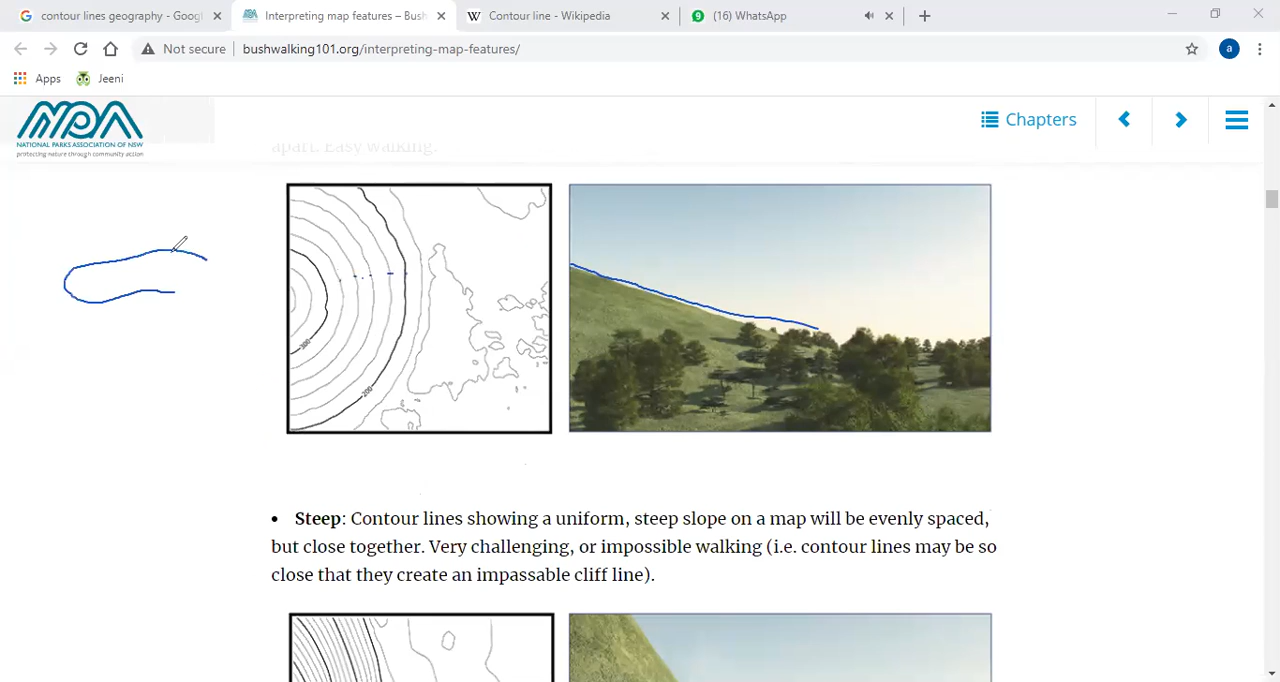 contour lines geography - Goog
Interpreting map features – Bush
Contour line - Wikipedia
(16) WhatsApp
Not secure
bushwalking101.org/interpreting-map-features/
a
Apps
Jeeni
NPA
NATIONAL PARKS ASSOCIATION OF NSW
protecting nature through community action
Chapters
apart. Easy walking.
300
200
• Steep: Contour lines showing a uniform, steep slope on a map will be evenly spaced,
but close together. Very challenging, or impossible walking (i.e. contour lines may be so
close that they create an impassable cliff line).